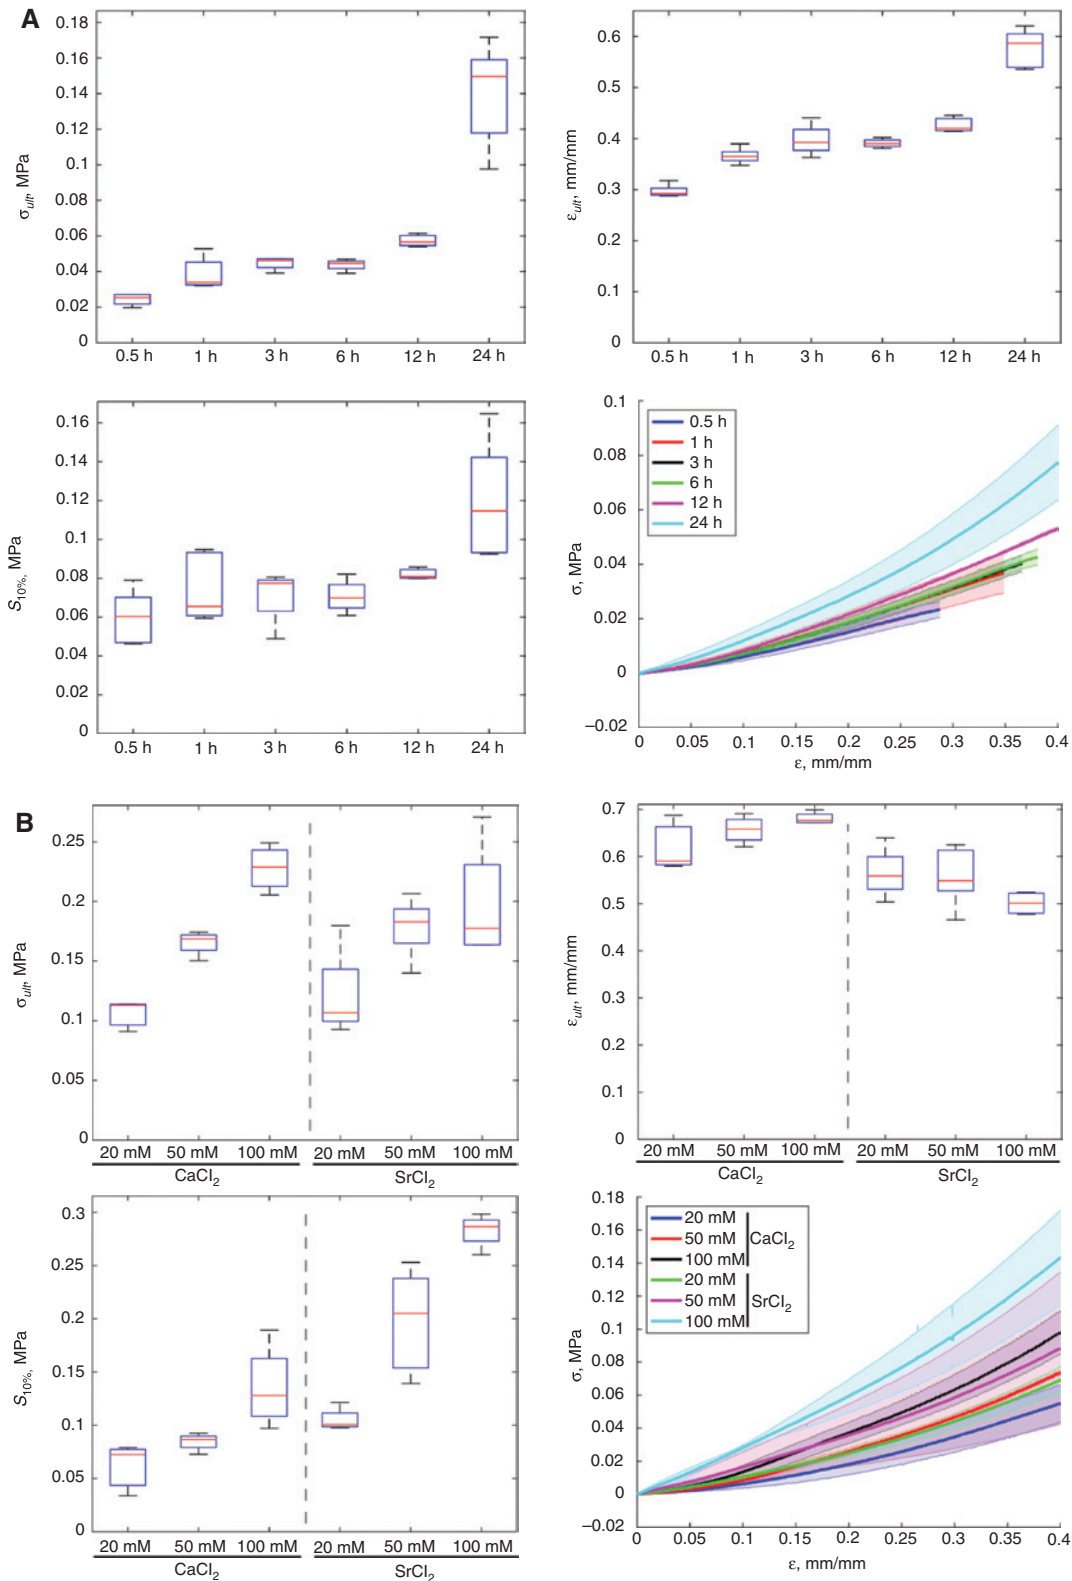 A
0.18
0.16
0.14
0.12
0.1
0.08
0.06
0.04
0.02
0
σult, MPa
0.5 h 1 h 3 h 6 h 12 h 24 h
0.6
0.5
0.4
0.3
0.2
0.1
0
εult, mm/mm
0.5 h 1 h 3 h 6 h 12 h 24 h
0.16
0.14
0.12
0.1
0.08
0.06
0.04
0.02
0
S10%, MPa
0.5 h 1 h 3 h 6 h 12 h 24 h
0.1
0.08
0.06
0.04
0.02
0
–0.02
σ, MPa
0.5 h
1 h
3 h
6 h
12 h
24 h
0 0.05 0.1 0.15 0.2 0.25 0.3 0.35 0.4
ε, mm/mm
B
0.25
0.2
0.15
0.1
0.05
0
σult, MPa
20 mM 50 mM 100 mM 20 mM 50 mM 100 mM
CaCl2 SrCl2
0.7
0.6
0.5
0.4
0.3
0.2
0.1
0
εult, mm/mm
20 mM 50 mM 100 mM 20 mM 50 mM 100 mM
CaCl2 SrCl2
0.3
0.25
0.2
0.15
0.1
0.05
0
S10%, MPa
20 mM 50 mM 100 mM 20 mM 50 mM 100 mM
CaCl2 SrCl2
0.18
0.16
0.14
0.12
0.1
0.08
0.06
0.04
0.02
0
–0.02
σ, MPa
20 mM
50 mM CaCl2
100 mM
20 mM
50 mM SrCl2
100 mM
0 0.05 0.1 0.15 0.2 0.25 0.3 0.35 0.4
ε, mm/mm